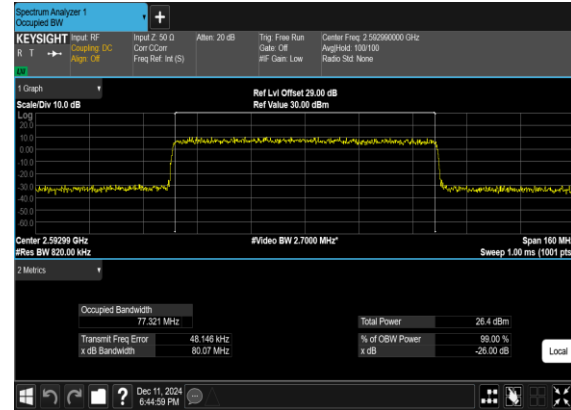 Spectrum Analyzer 1
Occupied BW
+
KEYSIGHT Input: RF Input Z: 50 Ω Atten: 20 dB Trig: Free Run Center Freq: 2.592990000 GHz
R T Coupling: DC Corr CCorr Gate: Off Avg|Hold: 100/100
Align: Off Freq Ref: Int (S) #IF Gain: Low Radio Std: None
1 Graph Ref Lvl Offset 29.00 dB
Scale/Div 10.0 dB Ref Value 30.00 dBm
Log
20.0
10.0
0.00
-10.0
-20.0
-30.0
-40.0
-50.0
-60.0
Center 2.59299 GHz #Video BW 2.7000 MHz* Span 160 MHz
#Res BW 820.00 kHz Sweep 1.00 ms (1001 pts)
2 Metrics
Occupied Bandwidth
77.321 MHz Total Power 26.4 dBm
Transmit Freq Error 48.146 kHz % of OBW Power 99.00 %
x dB Bandwidth 80.07 MHz x dB -26.00 dB
Local
? Dec 11, 2024
6:44:59 PM